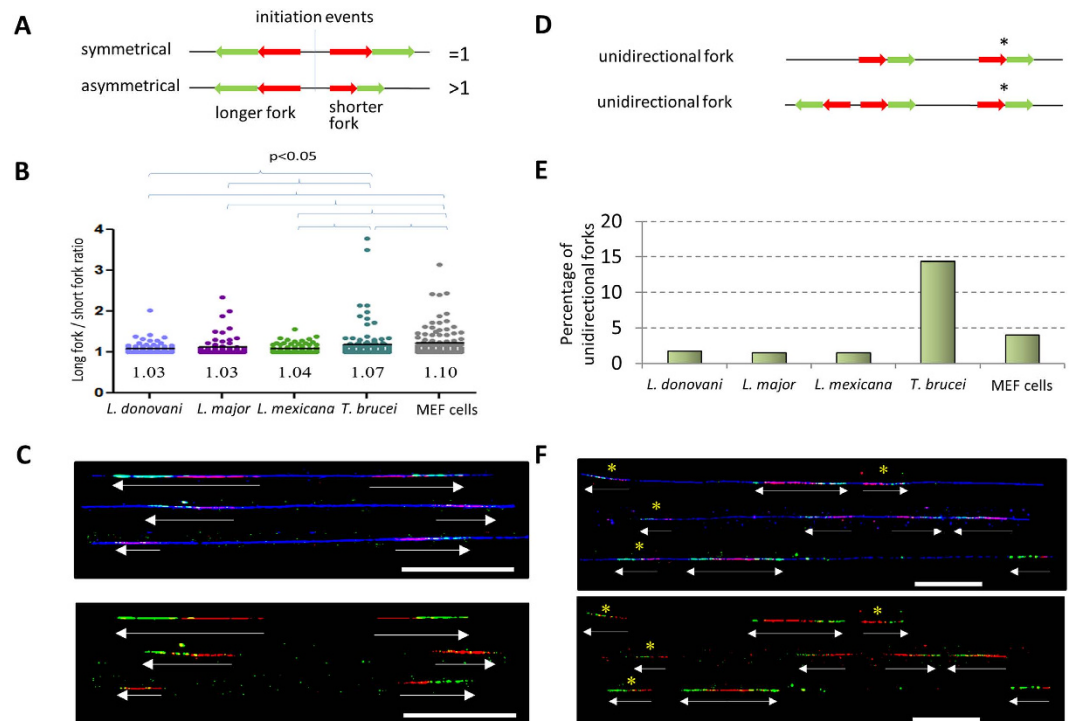 A
initiation events
symmetrical
=1
asymmetrical
>1
longer fork
shorter
fork
B
p<0.05
Long fork / short fork ratio
4
3
2
1
0
1.03
1.03
1.04
1.07
1.10
L. donovani
L. major
L. mexicana
T. brucei
MEF cells
C
D
*
unidirectional fork
*
unidirectional fork
E
Percentage of
unidirectional forks
20
15
10
5
0
L. donovani
L. major
L. mexicana
T. brucei
MEF cells
F
*
*
*
*
*
*
*
*